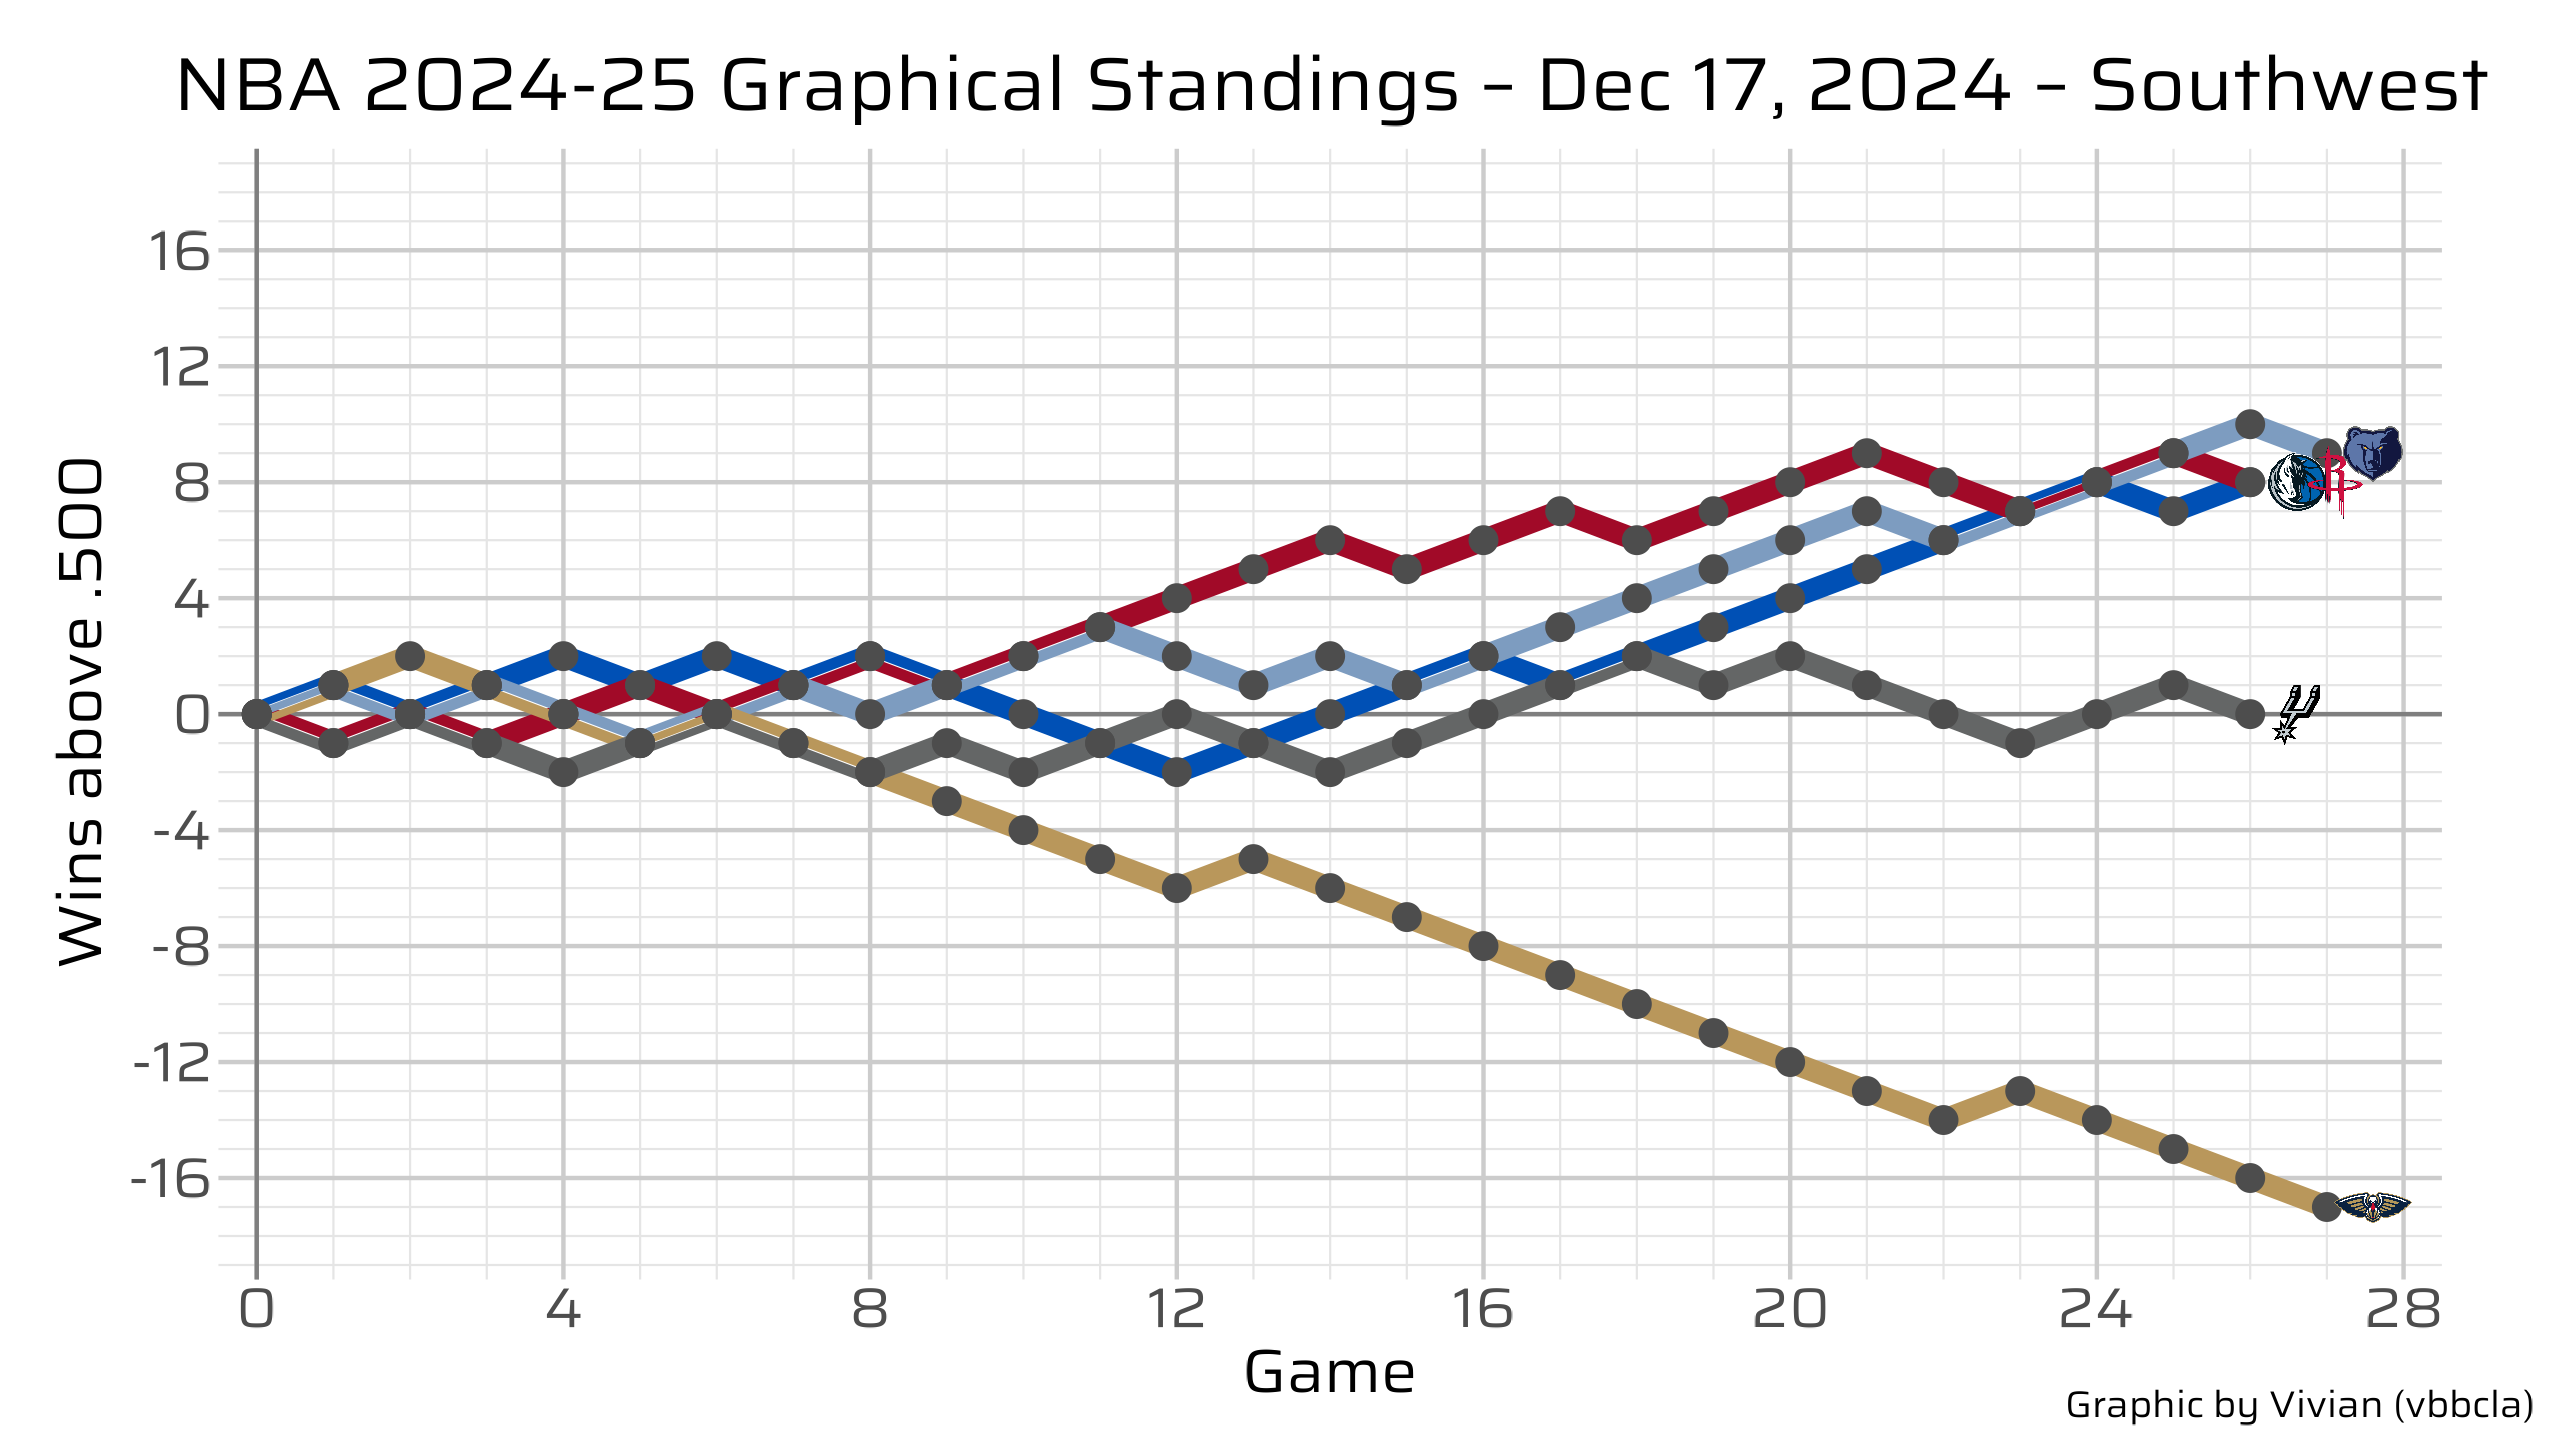 NBA 2024-25 Graphical Standings - Dec 17, 2024 - Southwest
Wins above .500
16
12
8
4
0
-4
-8
-12
-16
0 4 8 12 16 20 24 28
Game
Graphic by Vivian (vbbcla)